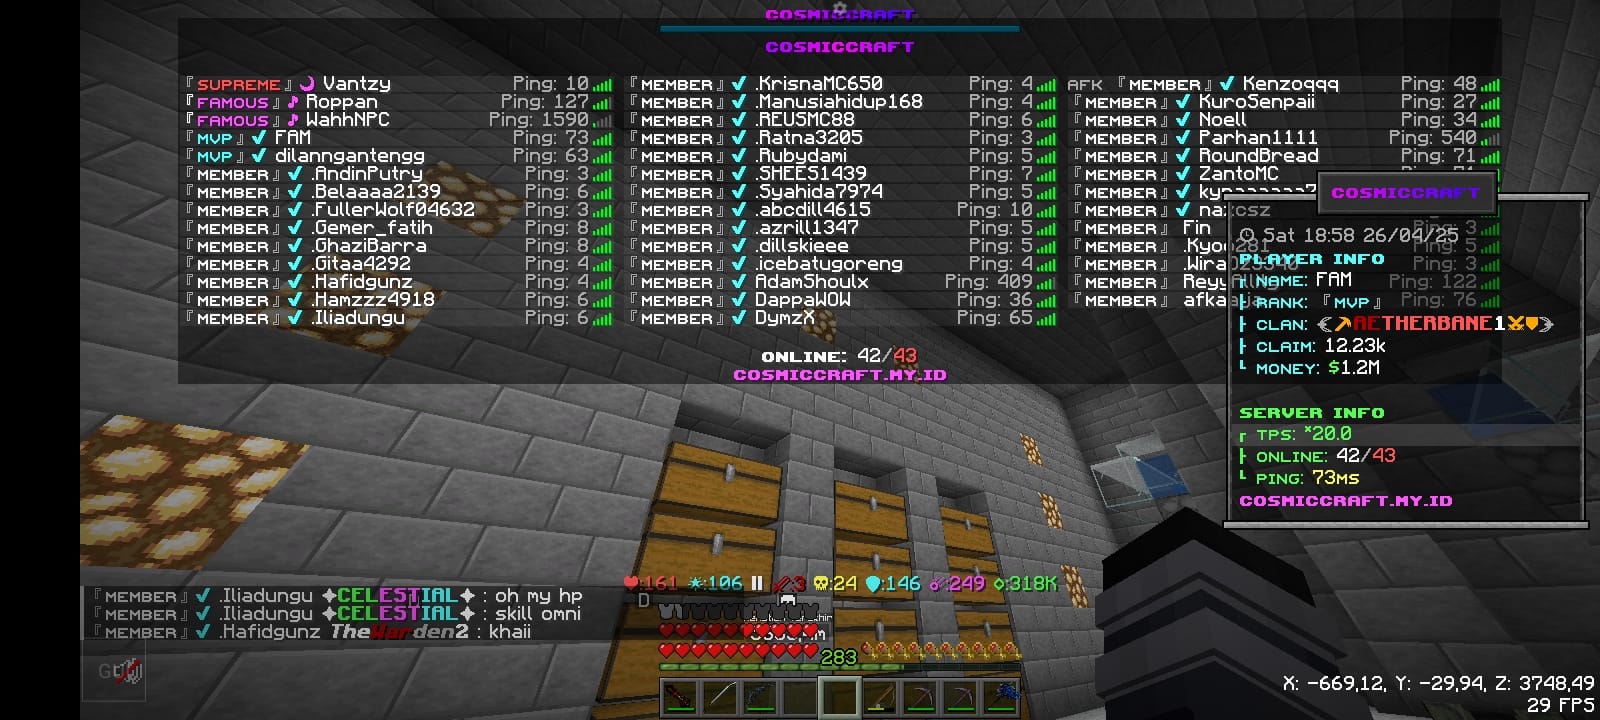 COSMICCRAFT
COSMICCRAFT
『SUPREME』 Vantzy Ping: 10
『FAMOUS』 Roppan Ping: 127
『FAMOUS』 WahhNPC Ping: 1590
『MVP』 ✔ FAM Ping: 73
『MVP』 ✔ dilanngantengg Ping: 63
『MEMBER』 ✔ .AndinPutry Ping: 3
『MEMBER』 ✔ .Belaaaa2139 Ping: 6
『MEMBER』 ✔ .FullerWolf04632 Ping: 3
『MEMBER』 ✔ .Gemer_fatih Ping: 8
『MEMBER』 ✔ .GhaziBarra Ping: 8
『MEMBER』 ✔ .Gitaa4292 Ping: 4
『MEMBER』 ✔ .Hafidgunz Ping: 4
『MEMBER』 ✔ .Hamzzz4918 Ping: 6
『MEMBER』 ✔ .Iliadungu Ping: 6
『MEMBER』 ✔ .KrisnaMC650 Ping: 4
『MEMBER』 ✔ .Manusiahidup168 Ping: 4
『MEMBER』 ✔ .REUSMC88 Ping: 6
『MEMBER』 ✔ .Ratna3205 Ping: 3
『MEMBER』 ✔ .Rubydami Ping: 5
『MEMBER』 ✔ .SHEES1439 Ping: 7
『MEMBER』 ✔ .Syahida7974 Ping: 5
『MEMBER』 ✔ .abcdill4615 Ping: 10
『MEMBER』 ✔ .azrill1347 Ping: 5
『MEMBER』 ✔ .dillskieee Ping: 5
『MEMBER』 ✔ .icebatugoreng Ping: 4
『MEMBER』 ✔ AdamShoulx Ping: 409
『MEMBER』 ✔ DappaWOW Ping: 36
『MEMBER』 ✔ DymzX Ping: 65
AFK 『MEMBER』 ✔ Kenzoqqq Ping: 48
『MEMBER』 ✔ KuroSenpaii Ping: 27
『MEMBER』 ✔ Noell Ping: 34
『MEMBER』 ✔ Parhan1111 Ping: 540
『MEMBER』 ✔ RoundBread Ping: 71
『MEMBER』 ✔ ZantoMC
『MEMBER』 ✔
『MEMBER』 ✔
『MEMBER』 Fin Ping: 3
『MEMBER』 Ping: 5
『MEMBER』 Ping: 3
『MEMBER』 Ping: 122
『MEMBER』 Ping: 76
ONLINE: 42/43
COSMICCRAFT.MY.ID
COSMICCRAFT
Sat 18:58 26/04/25
PLAYER INFO
NAME: FAM
RANK: 『MVP』
CLAN: AETHERBANE1
CLAIM: 12.23k
MONEY: $1.2M
SERVER INFO
TPS: *20.0
ONLINE: 42/43
PING: 73MS
COSMICCRAFT.MY.ID
:161 :106 :3 :24 :146 :249 :318K
『MEMBER』 ✔ .Iliadungu ✦CELESTIAL✦ : oh my hp
『MEMBER』 ✔ .Iliadungu ✦CELESTIAL✦ : skill omni
『MEMBER』 ✔ .Hafidgunz TheWarden2 : khaii
D
283
X: -669,12, Y: -29,94, Z: 3748,49
29 FPS